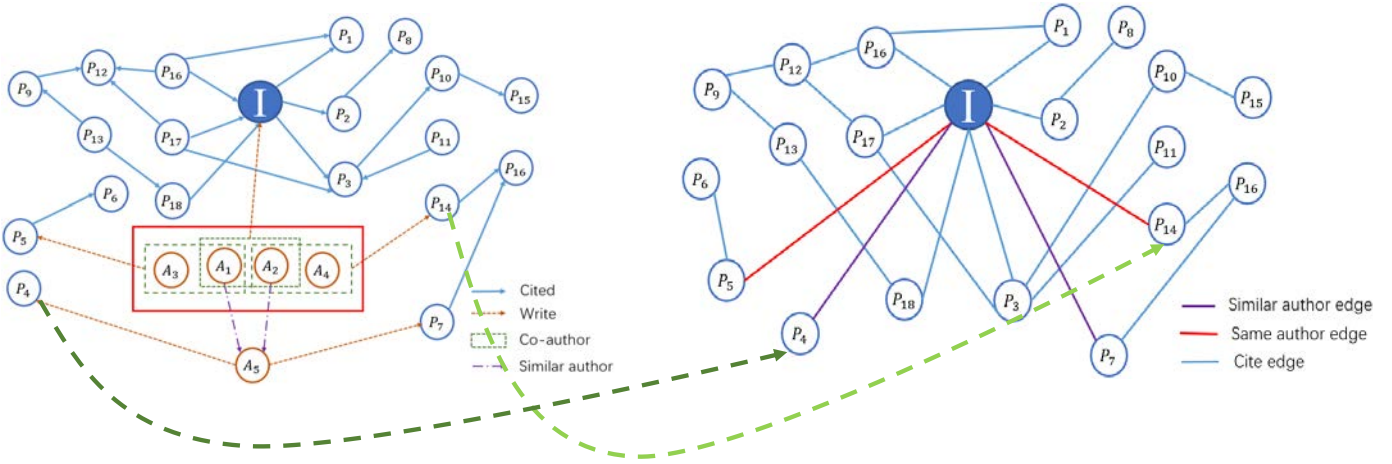 P1
P8
P12
P16
P10
P9
I
P15
P2
P13
P17
P11
P3
P16
P6
P18
P14
P5
A3
A1
A2
A4
P4
Cited
P7
Write
Co-author
A5
Similar author
P1
P8
P16
P12
P10
P9
I
P15
P2
P17
P13
P11
P6
P16
P14
P5
P18
P3
Similar author edge
P4
Same author edge
P7
Cite edge